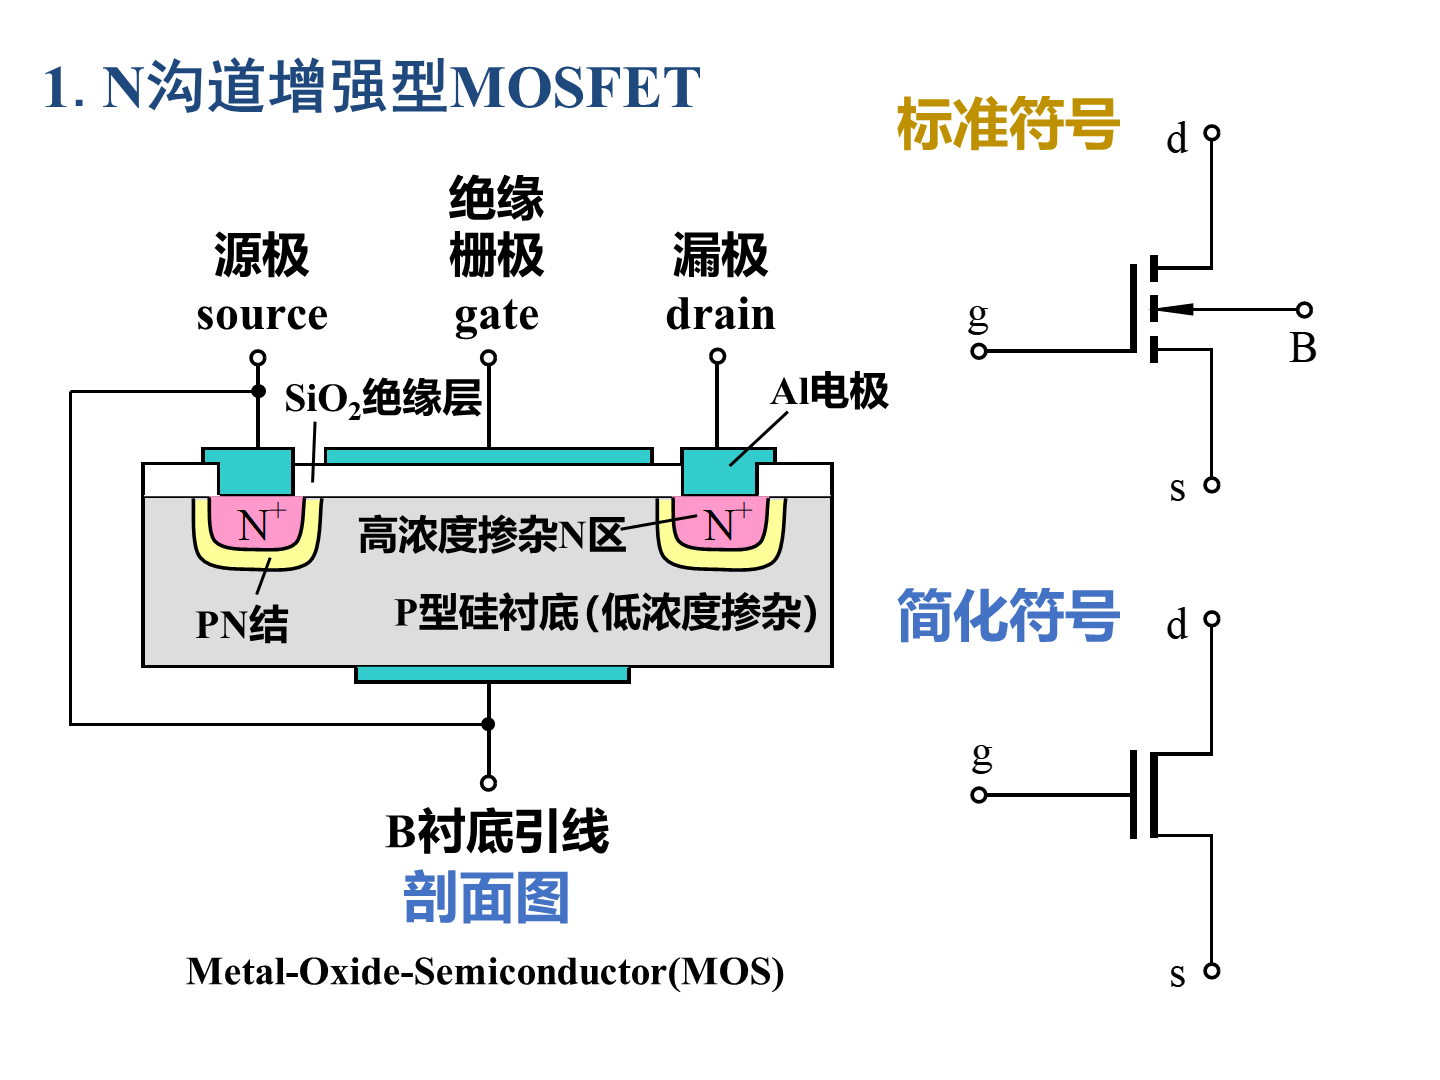 1. N沟道增强型MOSFET
标准符号
d
g
B
s
源极
source
绝缘
栅极
gate
漏极
drain
SiO₂绝缘层
Al电极
N⁺
高浓度掺杂N区
N⁺
PN结
P型硅衬底(低浓度掺杂)
B衬底引线
剖面图
Metal-Oxide-Semiconductor(MOS)
简化符号
d
g
s